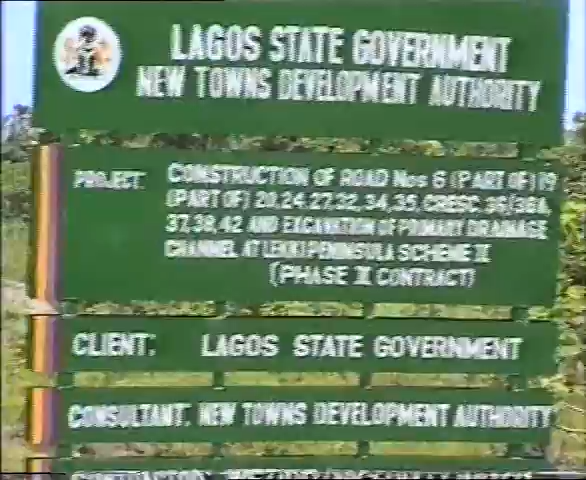 LAGOS STATE GOVERNMENT
NEW TOWNS DEVELOPMENT AUTHORITY
PROJECT: CONSTRUCTION OF ROAD Nos 6 (PART OF) 19
(PART OF) 20,24,27,32,34,35,CRESC. 36/36A,
37,38,42 AND EXCAVATION OF PRIMARY DRAINAGE
CHANNEL AT LEKKI PENINSULA SCHEME II
(PHASE II CONTRACT)
CLIENT: LAGOS STATE GOVERNMENT
CONSULTANT: NEW TOWNS DEVELOPMENT AUTHORITY